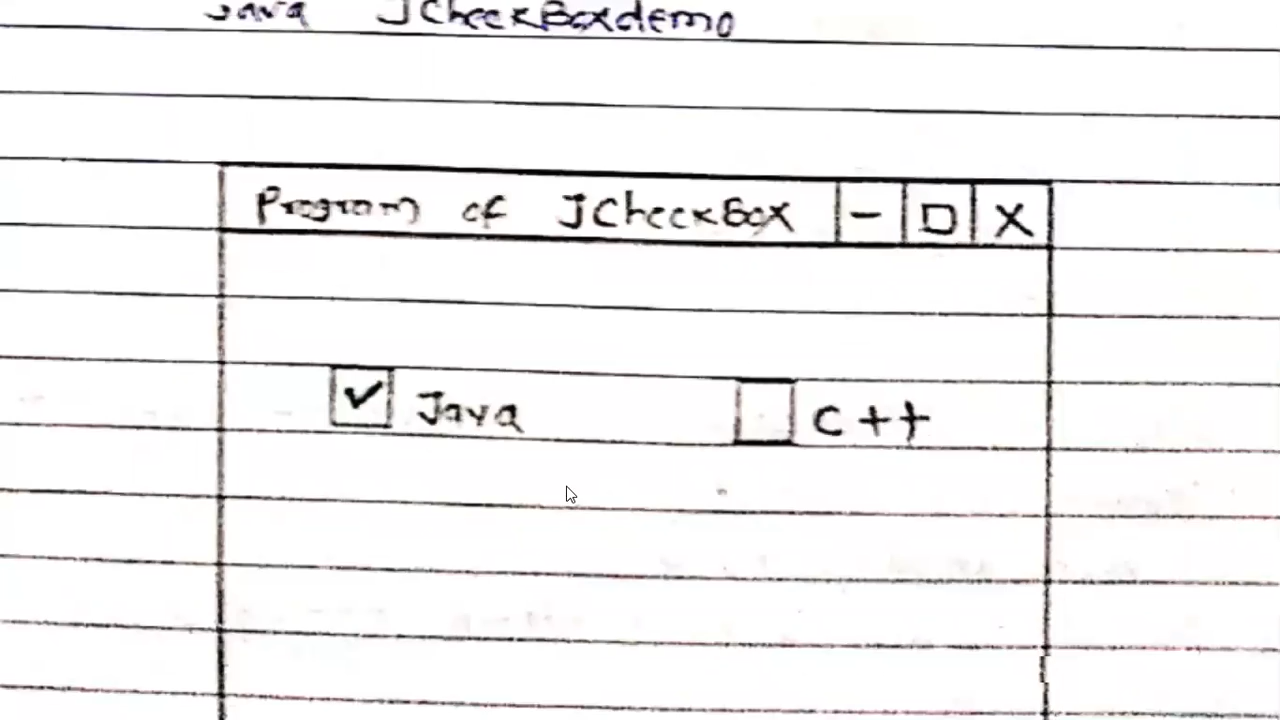 Java JCheckBoxdemo
Program of JCheckBox - □ X
✓ Java C++